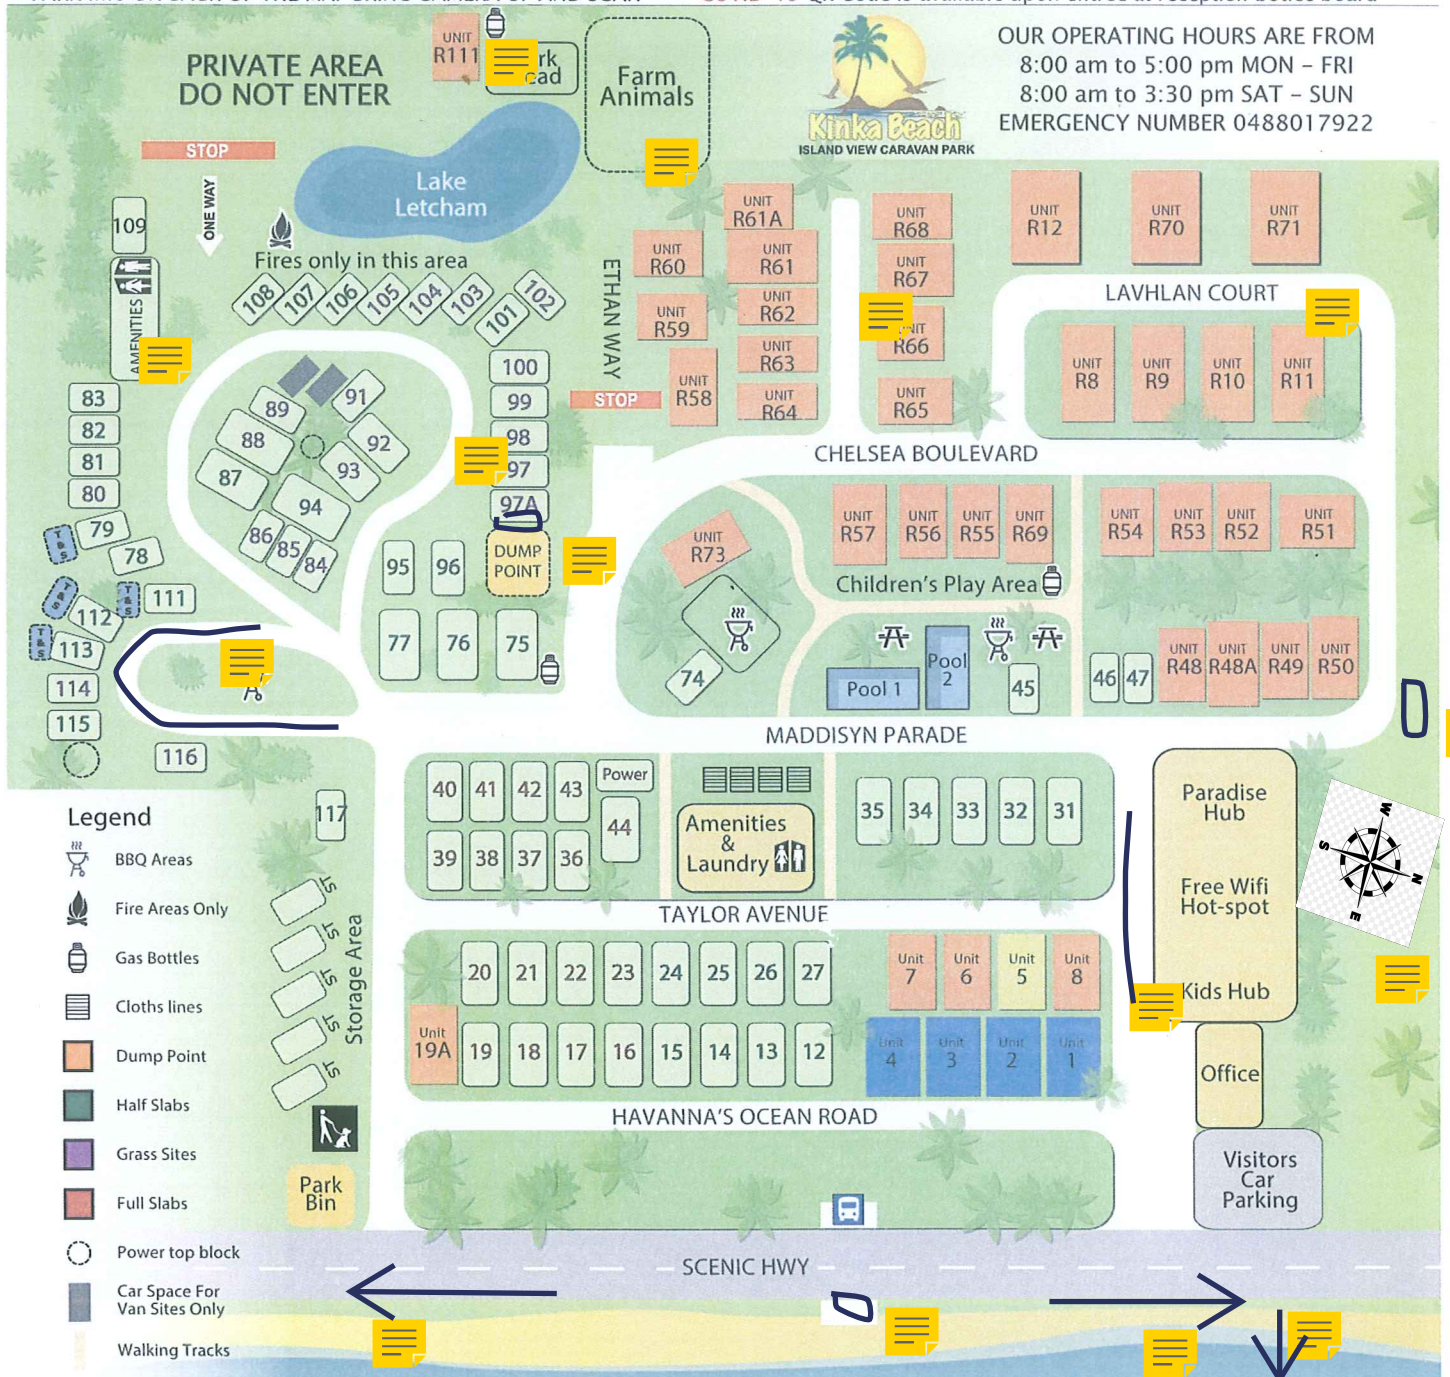 OUR OPERATING HOURS ARE FROM
8:00 am to 5:00 pm MON – FRI
8:00 am to 3:30 pm SAT – SUN
EMERGENCY NUMBER 0488017922
Kinka Beach
ISLAND VIEW CARAVAN PARK
PRIVATE AREA
DO NOT ENTER
UNIT
R111
Farm
Animals
STOP
ONE WAY
Lake
Letcham
Fires only in this area
109
AMENITIES
108
107
106
105
104
103
101
102
ETHAN WAY
UNIT
R61A
UNIT
R60
UNIT
R61
UNIT
R59
UNIT
R62
UNIT
R63
UNIT
R58
UNIT
R64
STOP
UNIT
R68
UNIT
R67
UNIT
R66
UNIT
R65
UNIT
R12
UNIT
R70
UNIT
R71
LAVHLAN COURT
UNIT
R8
UNIT
R9
UNIT
R10
UNIT
R11
CHELSEA BOULEVARD
83
82
81
80
79
78
T&S
T&S
T&S
T&S
111
112
113
114
115
116
117
89
91
88
92
87
93
94
86
85
84
100
99
98
97
97A
DUMP
POINT
95
96
77
76
75
UNIT
R73
74
UNIT
R57
UNIT
R56
UNIT
R55
UNIT
R69
Children's Play Area
Pool 1
Pool
2
45
UNIT
R54
UNIT
R53
UNIT
R52
UNIT
R51
46
47
UNIT
R48
UNIT
R48A
UNIT
R49
UNIT
R50
MADDISYN PARADE
40
41
42
43
Power
44
39
38
37
36
Amenities
&
Laundry
35
34
33
32
31
Paradise
Hub
Free Wifi
Hot-spot
Kids Hub
Office
Visitors
Car
Parking
W
S
N
E
TAYLOR AVENUE
20
21
22
23
24
25
26
27
Unit
7
Unit
6
Unit
5
Unit
8
Unit
19A
19
18
17
16
15
14
13
12
Unit
4
Unit
3
Unit
2
Unit
1
HAVANNA'S OCEAN ROAD
SCENIC HWY
Storage Area
ST
ST
ST
ST
ST
Park
Bin
Legend
BBQ Areas
Fire Areas Only
Gas Bottles
Cloths lines
Dump Point
Half Slabs
Grass Sites
Full Slabs
Power top block
Car Space For
Van Sites Only
Walking Tracks